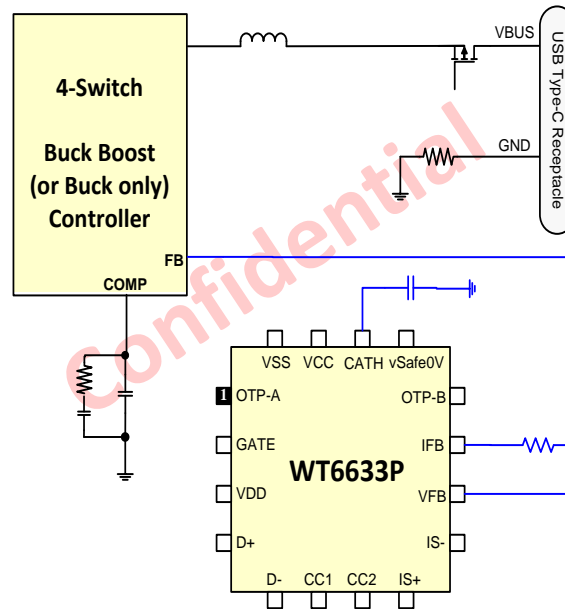 4-Switch
Buck Boost
(or Buck only)
Controller
FB
COMP
VBUS
GND
USB Type-C Receptacle
Confidential
VSS VCC CATH vSafe0V
1 OTP-A OTP-B
GATE IFB
WT6633P
VDD VFB
D+ IS-
D- CC1 CC2 IS+